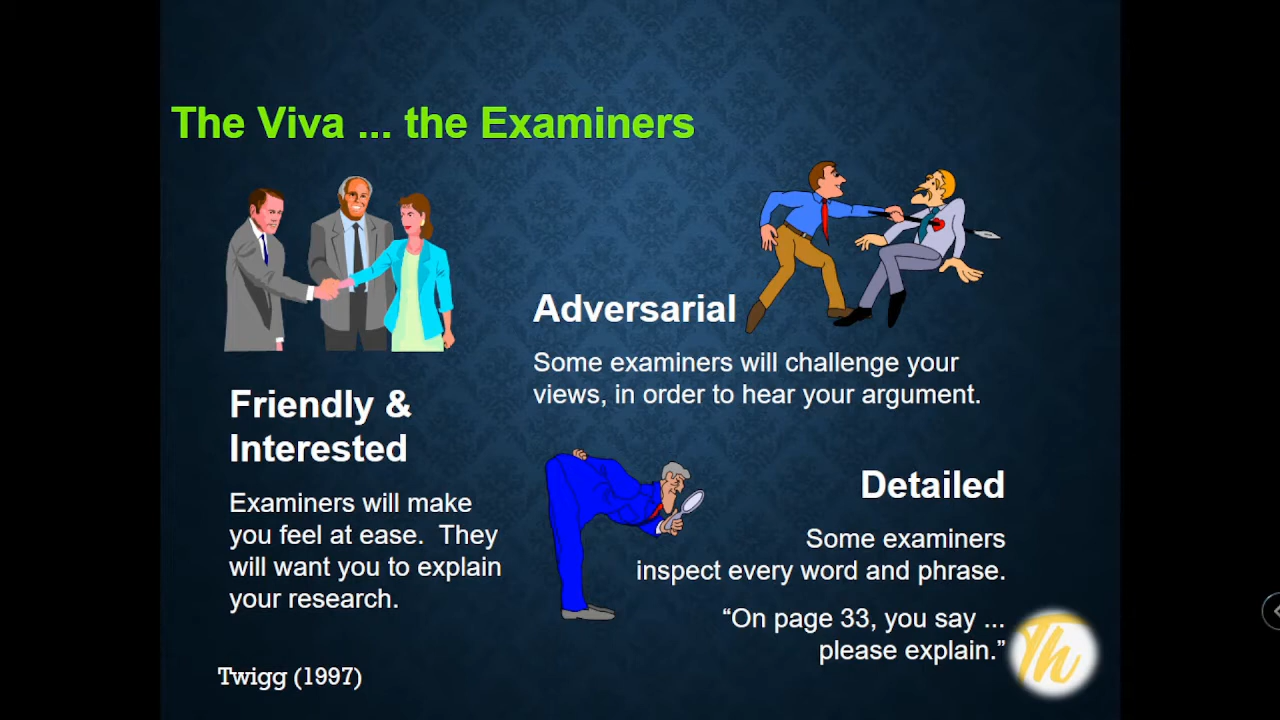 The Viva ... the Examiners
Friendly &
Interested
Examiners will make
you feel at ease.  They
will want you to explain
your research.
Adversarial
Some examiners will challenge your
views, in order to hear your argument.
Detailed
Some examiners
inspect every word and phrase.
“On page 33, you say ...
please explain.”
Twigg (1997)
Th